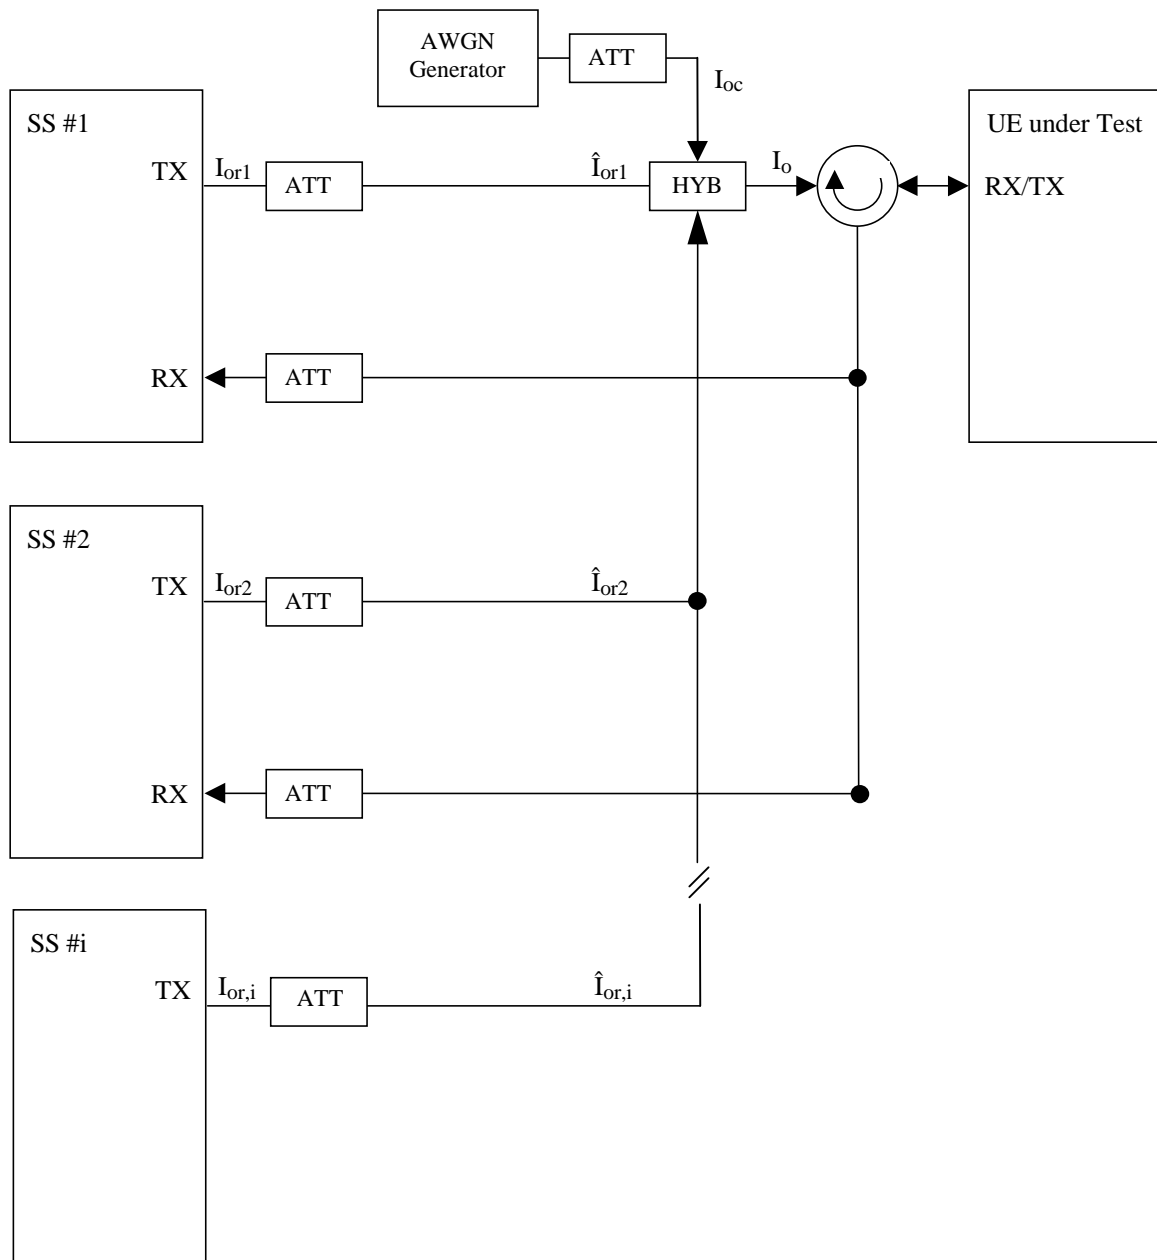 AWGN
Generator
ATT
I_oc
SS #1
UE under Test
TX
I_or1
ATT
Î_or1
HYB
I_o
RX/TX
RX
ATT
SS #2
TX
I_or2
ATT
Î_or2
RX
ATT
SS #i
TX
I_or,i
ATT
Î_or,i